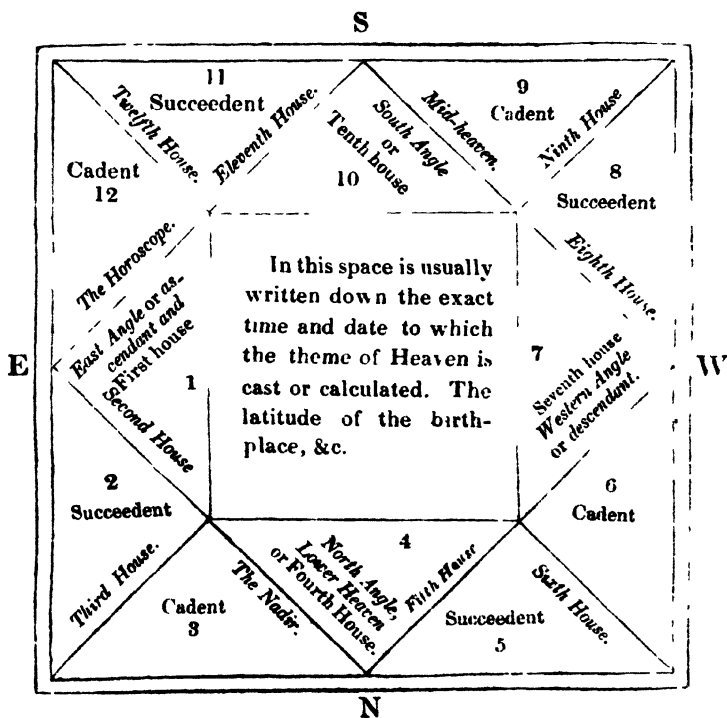 S
11
Succeedent
Twelfth House.
Eleventh House.
South Angle
or
Tenth house
10
Mid-heaven.
9
Cadent
Ninth House
Cadent
12
8
Succeedent
The Horoscope.
Eighth House.
East Angle or as-
cendant and
First house
1
E
In this space is usually
written down the exact
time and date to which
the theme of Heaven is
cast or calculated. The
latitude of the birth-
place, &c.
7
Seventh house
Western Angle
or descendant.
W
Second House
2
Succeedent
6
Cadent
Third House.
Cadent
3
The Nadir.
4
North Angle,
Lower Heaven
or Fourth House.
Fifth House
Succeedent
5
Sixth House.
N